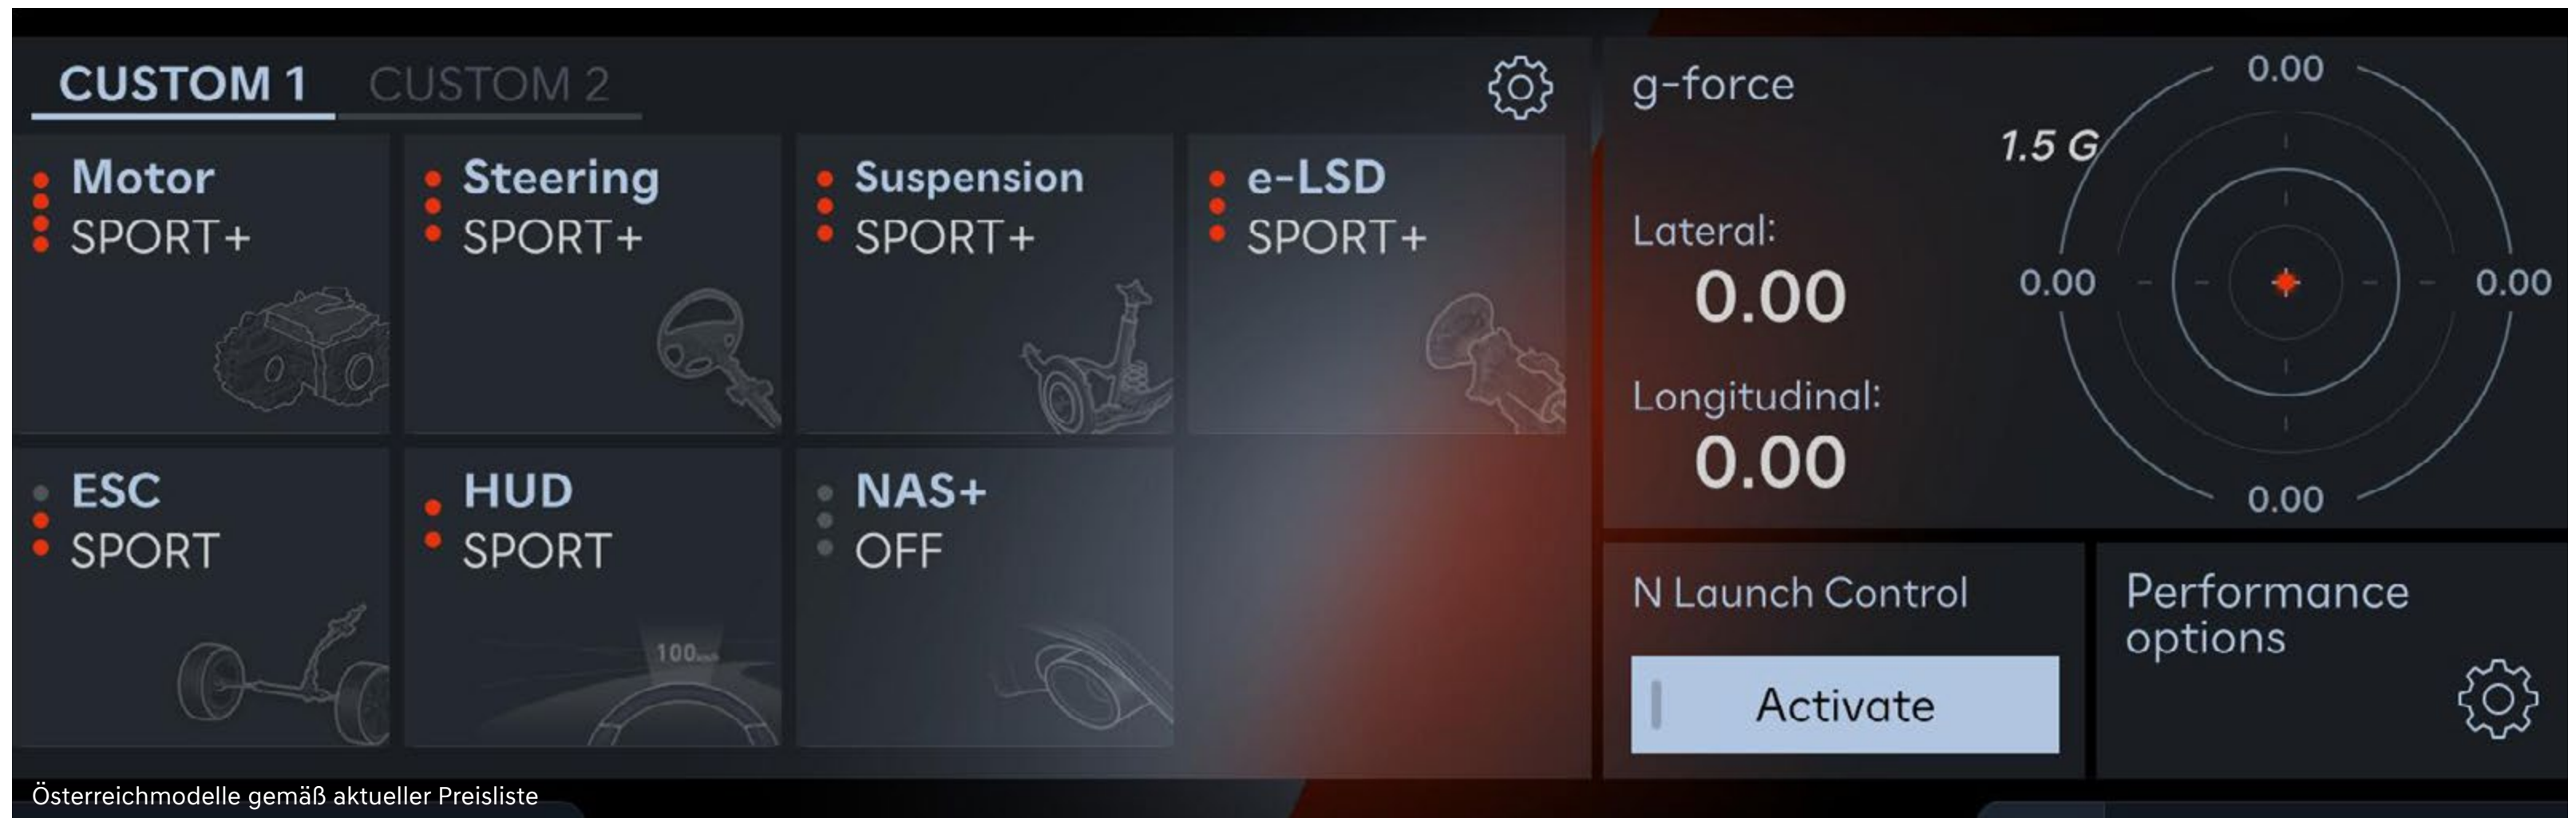 CUSTOM 1
CUSTOM 2
Motor
SPORT+
Steering
SPORT+
Suspension
SPORT+
e-LSD
SPORT+
ESC
SPORT
HUD
SPORT
100
NAS+
OFF
g-force
1.5 G
0.00
0.00
0.00
0.00
Lateral:
0.00
Longitudinal:
0.00
N Launch Control
Activate
Performance
options
Österreichmodelle gemäß aktueller Preisliste